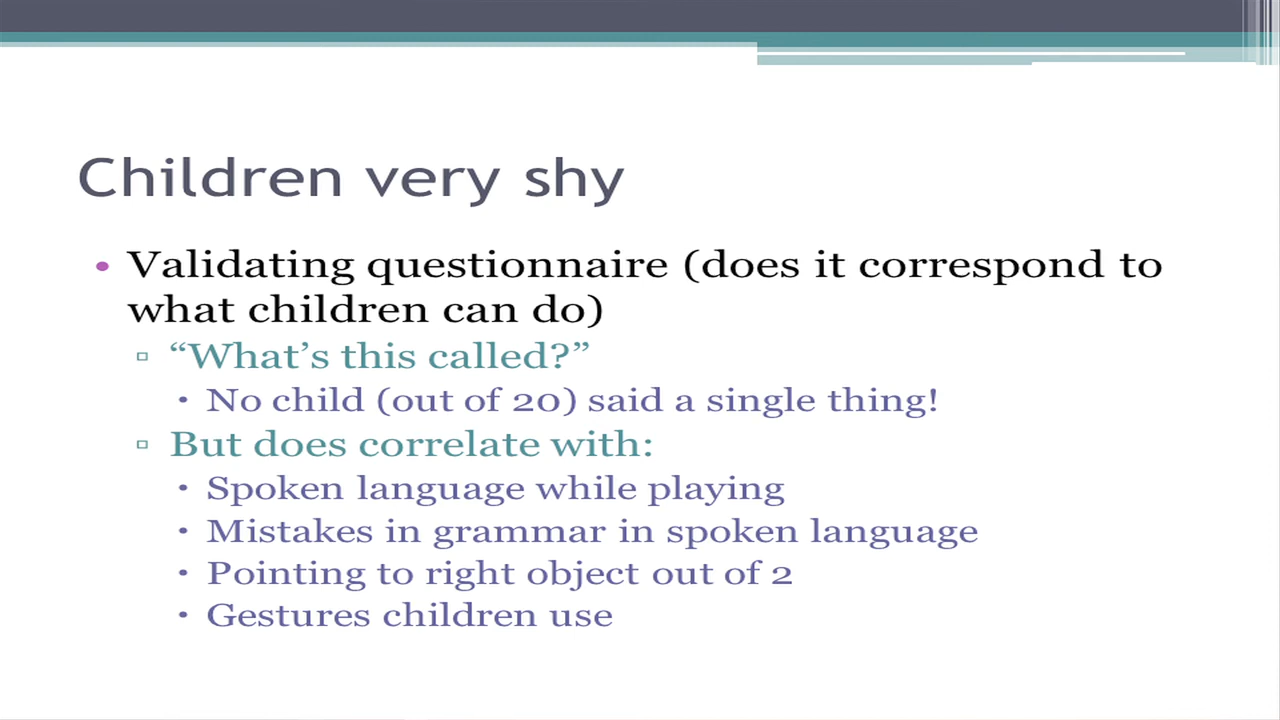 Children very shy
• Validating questionnaire (does it correspond to
what children can do)
▫ “What’s this called?”
• No child (out of 20) said a single thing!
▫ But does correlate with:
• Spoken language while playing
• Mistakes in grammar in spoken language
• Pointing to right object out of 2
• Gestures children use